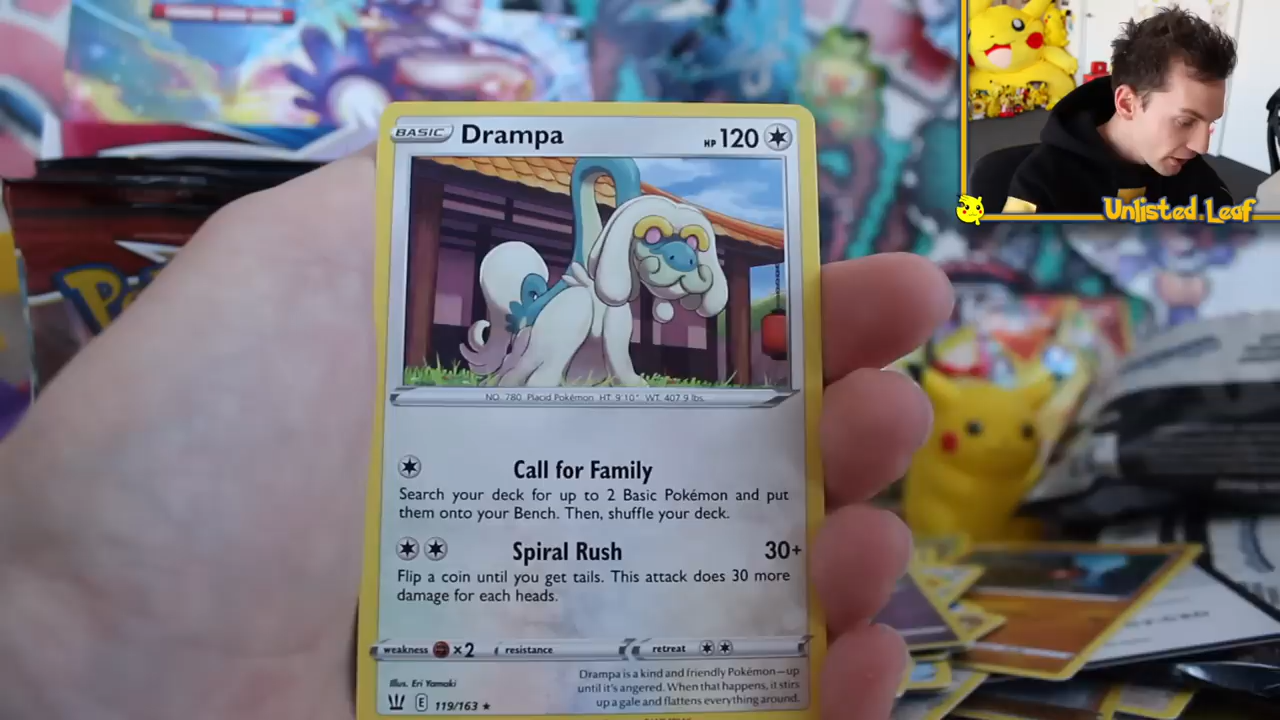 BASIC Drampa HP 120
NO. 780 Placid Pokémon HT. 9'10" WT. 407.9 lbs.
Call for Family
Search your deck for up to 2 Basic Pokémon and put
them onto your Bench. Then, shuffle your deck.
Spiral Rush 30+
Flip a coin until you get tails. This attack does 30 more
damage for each heads.
weakness ×2 resistance retreat
Illus. Eri Yamaki
Drampa is a kind and friendly Pokémon—up
until it's angered. When that happens, it stirs
up a gale and flattens everything around.
E 119/163 ★
Unlisted.Leaf